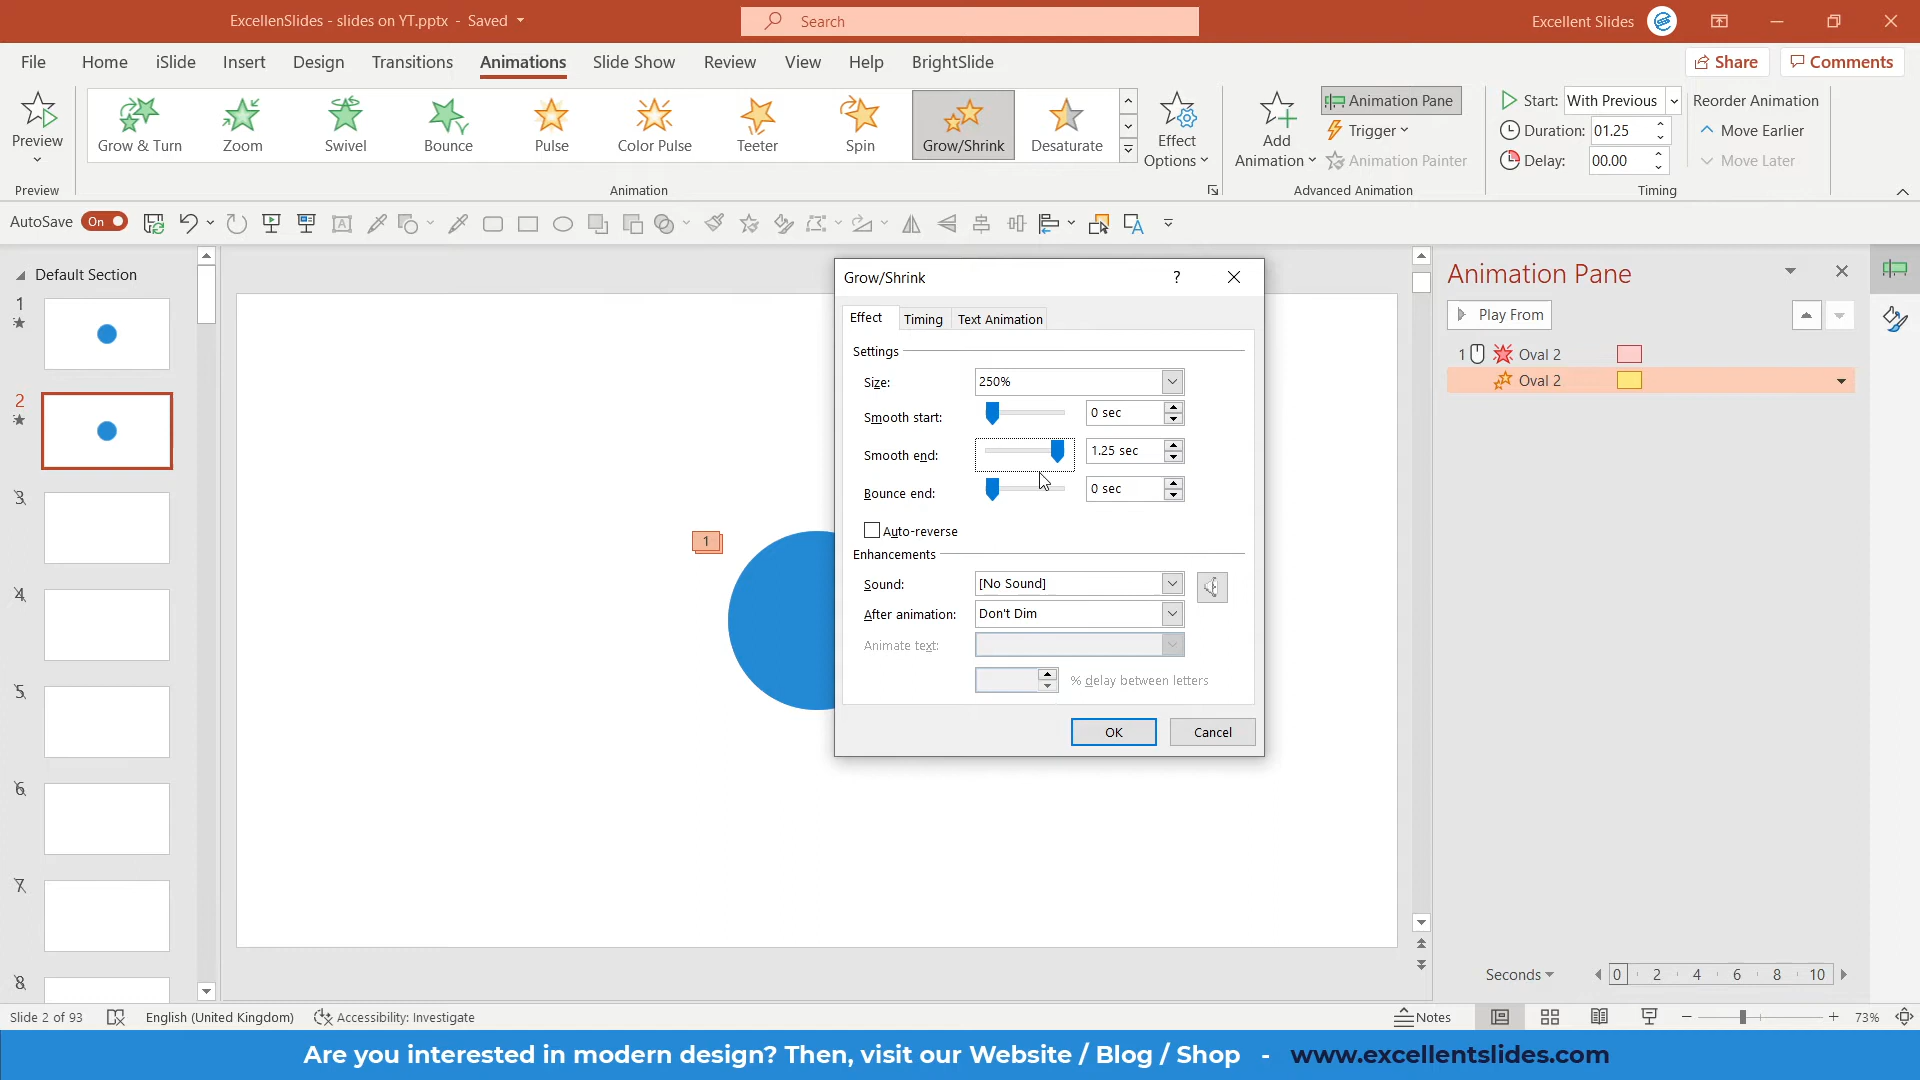 ExcellenSlides - slides on YT.pptx - Saved
Search
Excellent Slides
File Home iSlide Insert Design Transitions Animations Slide Show Review View Help BrightSlide
Share Comments
Preview
Preview
Grow & Turn Zoom Swivel Bounce Pulse Color Pulse Teeter Spin Grow/Shrink Desaturate
Animation
Effect
Options
Add
Animation
Animation Pane
Trigger
Animation Painter
Advanced Animation
Start: With Previous
Duration: 01.25
Delay: 00.00
Timing
Reorder Animation
Move Earlier
Move Later
AutoSave On
Default Section
1
2
3
4
5
6
7
8
1
Grow/Shrink ?
Effect Timing Text Animation
Settings
Size: 250%
Smooth start: 0 sec
Smooth end: 1.25 sec
Bounce end: 0 sec
Auto-reverse
Enhancements
Sound: [No Sound]
After animation: Don't Dim
Animate text:
% delay between letters
OK Cancel
Animation Pane
Play From
1 Oval 2
Oval 2
Seconds 0 2 4 6 8 10
Slide 2 of 93 English (United Kingdom) Accessibility: Investigate
Notes 73%
Are you interested in modern design? Then, visit our Website / Blog / Shop - www.excellentslides.com